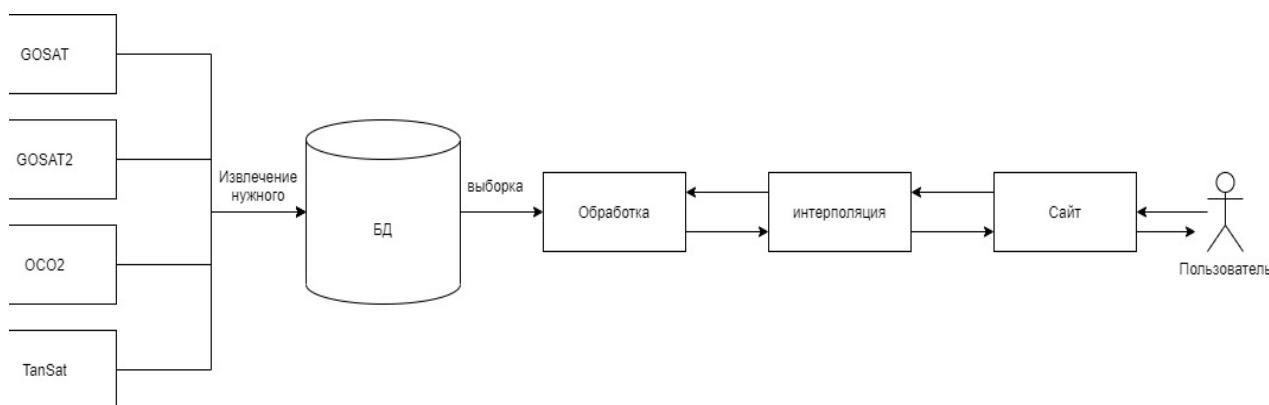 GOSAT
GOSAT2
OCO2
TanSat
Извлечение
нужного
БД
выборка
Обработка
интерполяция
Сайт
Пользователь